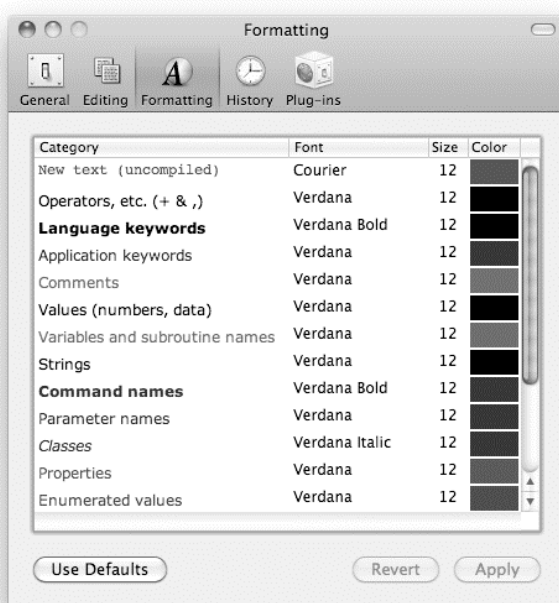 Formatting
General Editing Formatting History Plug-ins
Category Font Size Color
New text (uncompiled) Courier 12
Operators, etc. (+ & ,) Verdana 12
Language keywords Verdana Bold 12
Application keywords Verdana 12
Comments Verdana 12
Values (numbers, data) Verdana 12
Variables and subroutine names Verdana 12
Strings Verdana 12
Command names Verdana Bold 12
Parameter names Verdana 12
Classes Verdana Italic 12
Properties Verdana 12
Enumerated values Verdana 12
Use Defaults Revert Apply